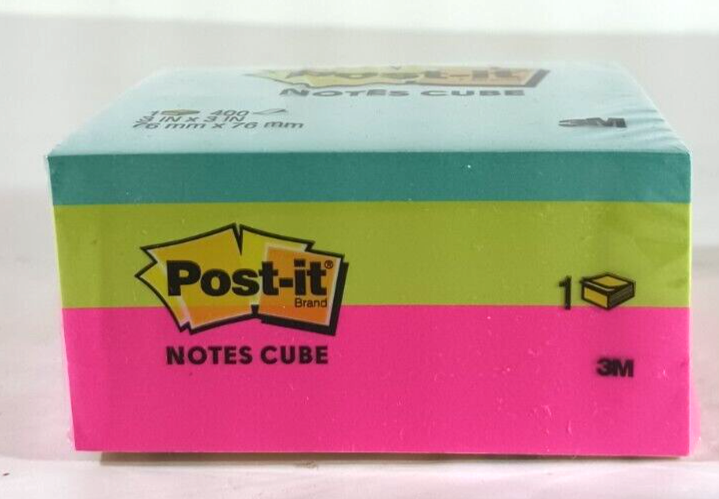 Post-it
NOTES CUBE
1 400
3 IN x 3 IN
76 mm x 76 mm
3M
Post-it®
Brand
NOTES CUBE
1
3M